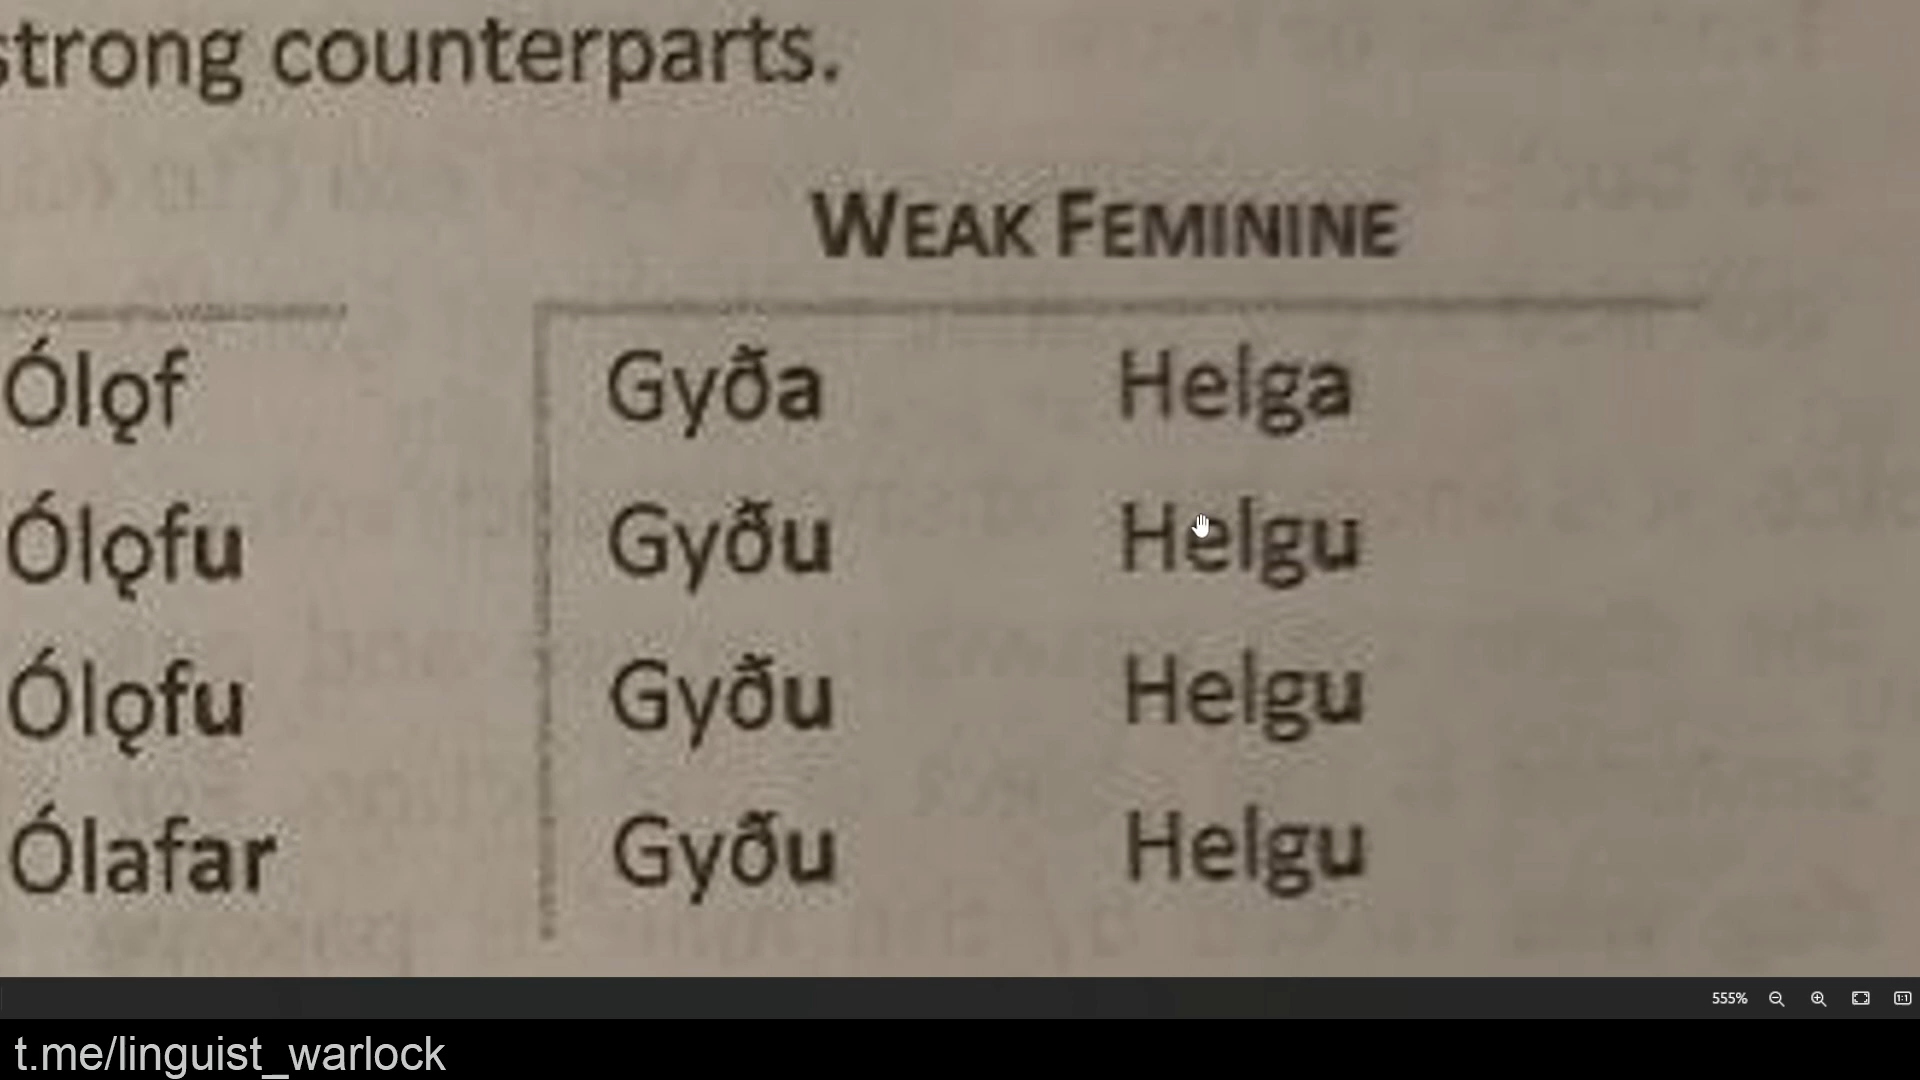 strong counterparts.
WEAK FEMININE
Ólǫf Gyða Helga
Ólǫfu Gyðu Helgu
Ólǫfu Gyðu Helgu
Ólafar Gyðu Helgu
555%
t.me/linguist_warlock